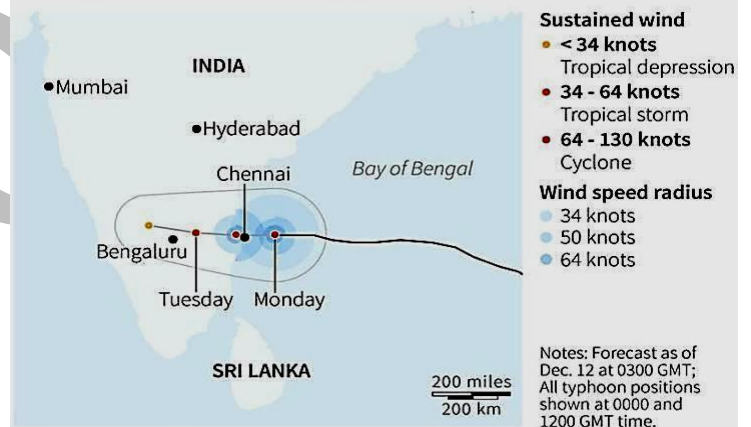 INDIA
Mumbai
Hyderabad
Chennai
Bay of Bengal
Bengaluru
Tuesday
Monday
SRI LANKA
200 miles
200 km
Sustained wind
< 34 knots
Tropical depression
34 - 64 knots
Tropical storm
64 - 130 knots
Cyclone
Wind speed radius
34 knots
50 knots
64 knots
Notes: Forecast as of
Dec. 12 at 0300 GMT;
All typhoon positions
shown at 0000 and
1200 GMT time.